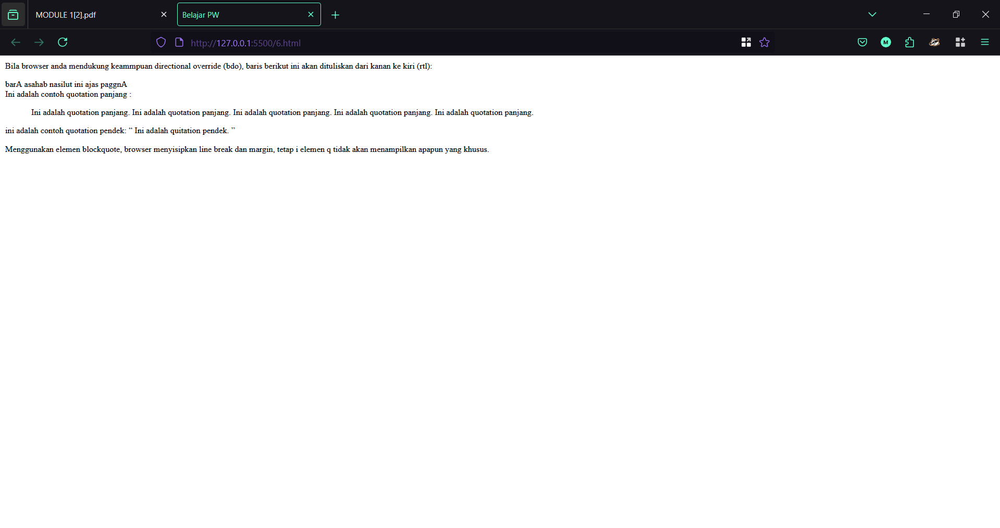 MODULE 1[2].pdf
Belajar PW
http://127.0.0.1:5500/6.html
M
Bila browser anda mendukung keammpuan directional override (bdo), baris berikut ini akan dituliskan dari kanan ke kiri (rtl):
barA asahab nasilut ini ajas paggnA
Ini adalah contoh quotation panjang :
Ini adalah quotation panjang. Ini adalah quotation panjang. Ini adalah quotation panjang. Ini adalah quotation panjang. Ini adalah quotation panjang.
ini adalah contoh quotation pendek: “ Ini adalah quitation pendek. ”
Menggunakan elemen blockquote, browser menyisipkan line break dan margin, tetap i elemen q tidak akan menampilkan apapun yang khusus.